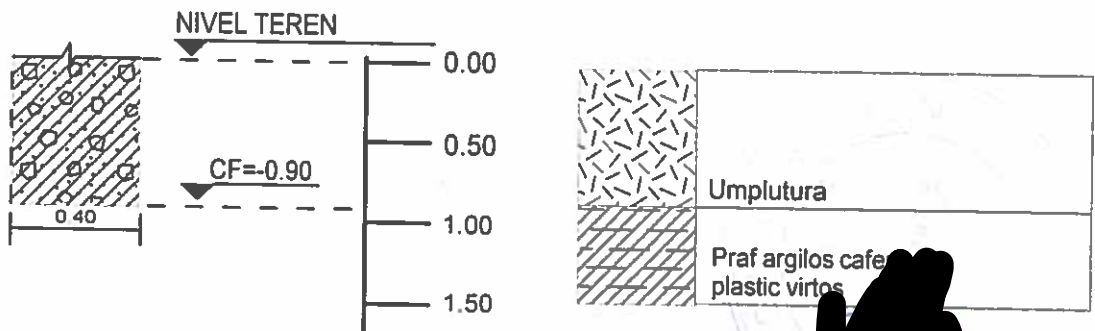 NIVEL TEREN
0.00
0.50
CF=-0.90
0 40
1.00
1.50
Umplutura
Praf argilos
plastic virtos